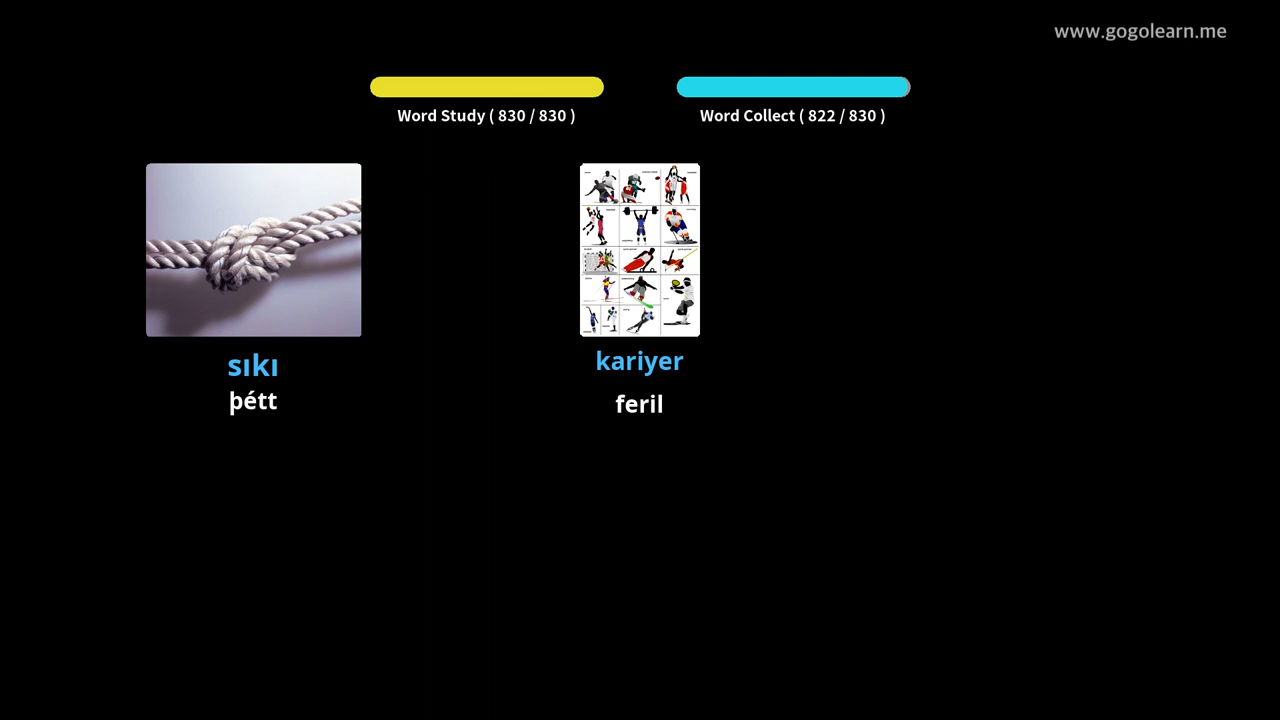 www.gogolearn.me
Word Study ( 830 / 830 )
Word Collect ( 822 / 830 )
sıkı
þétt
kariyer
feril